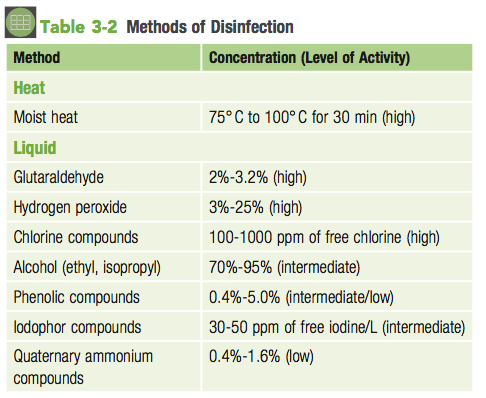 Table 3-2 Methods of Disinfection
Method Concentration (Level of Activity)
Heat
Moist heat 75° C to 100° C for 30 min (high)
Liquid
Glutaraldehyde 2%-3.2% (high)
Hydrogen peroxide 3%-25% (high)
Chlorine compounds 100-1000 ppm of free chlorine (high)
Alcohol (ethyl, isopropyl) 70%-95% (intermediate)
Phenolic compounds 0.4%-5.0% (intermediate/low)
Iodophor compounds 30-50 ppm of free iodine/L (intermediate)
Quaternary ammonium 0.4%-1.6% (low)
compounds